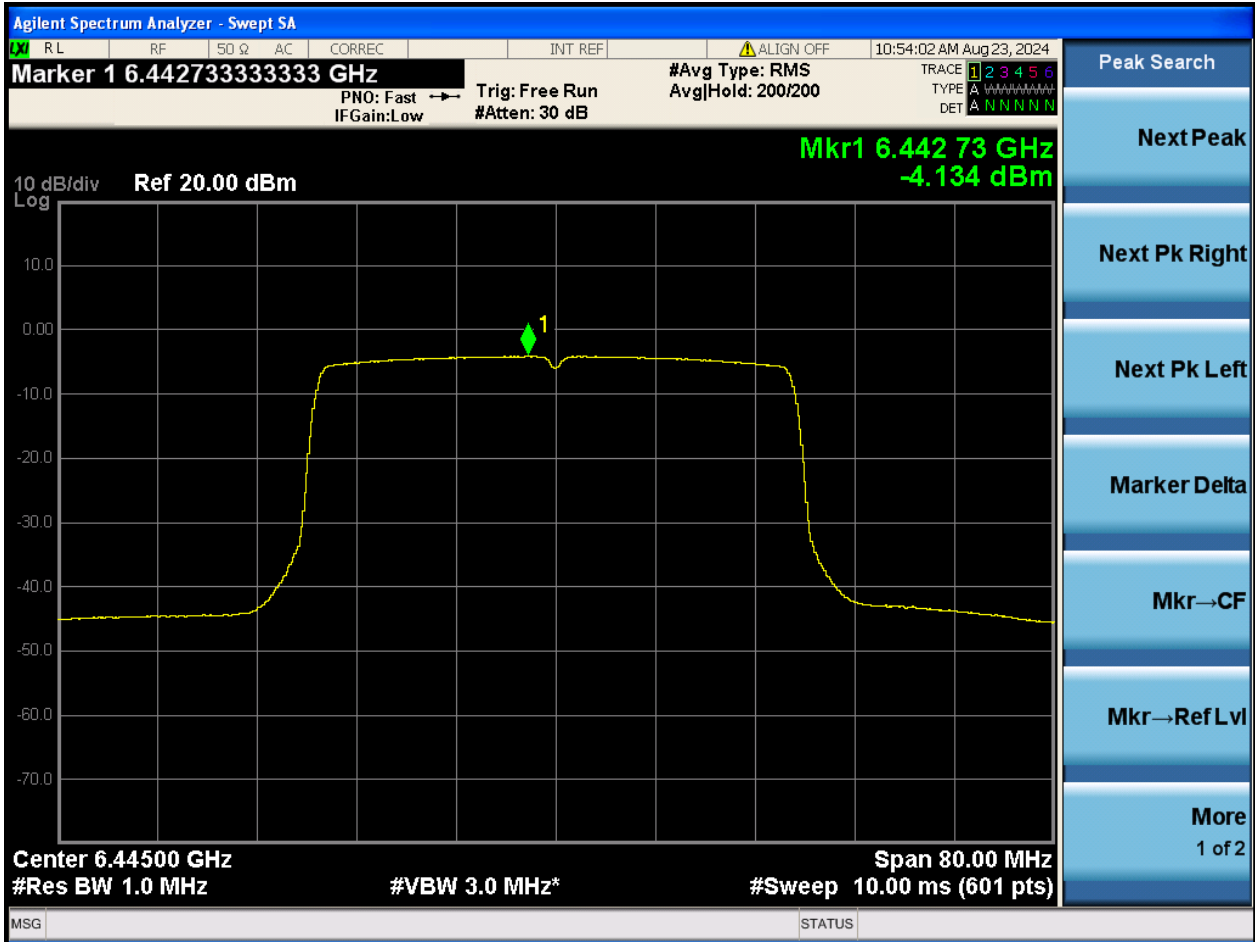 Agilent Spectrum Analyzer - Swept SA
LXI RL RF 50 Ω AC CORREC INT REF ALIGN OFF 10:54:02 AM Aug 23, 2024
Marker 1 6.442733333333 GHz
PNO: Fast
IFGain:Low
Trig: Free Run
#Atten: 30 dB
#Avg Type: RMS
Avg|Hold: 200/200
TRACE 1 2 3 4 5 6
TYPE A WWWWWW
DET A N N N N N
Mkr1 6.442 73 GHz
-4.134 dBm
10 dB/div Ref 20.00 dBm
Log
10.0
0.00
-10.0
-20.0
-30.0
-40.0
-50.0
-60.0
-70.0
1
Center 6.44500 GHz Span 80.00 MHz
#Res BW 1.0 MHz #VBW 3.0 MHz* #Sweep 10.00 ms (601 pts)
MSG STATUS
Peak Search
Next Peak
Next Pk Right
Next Pk Left
Marker Delta
Mkr→CF
Mkr→Ref Lvl
More
1 of 2